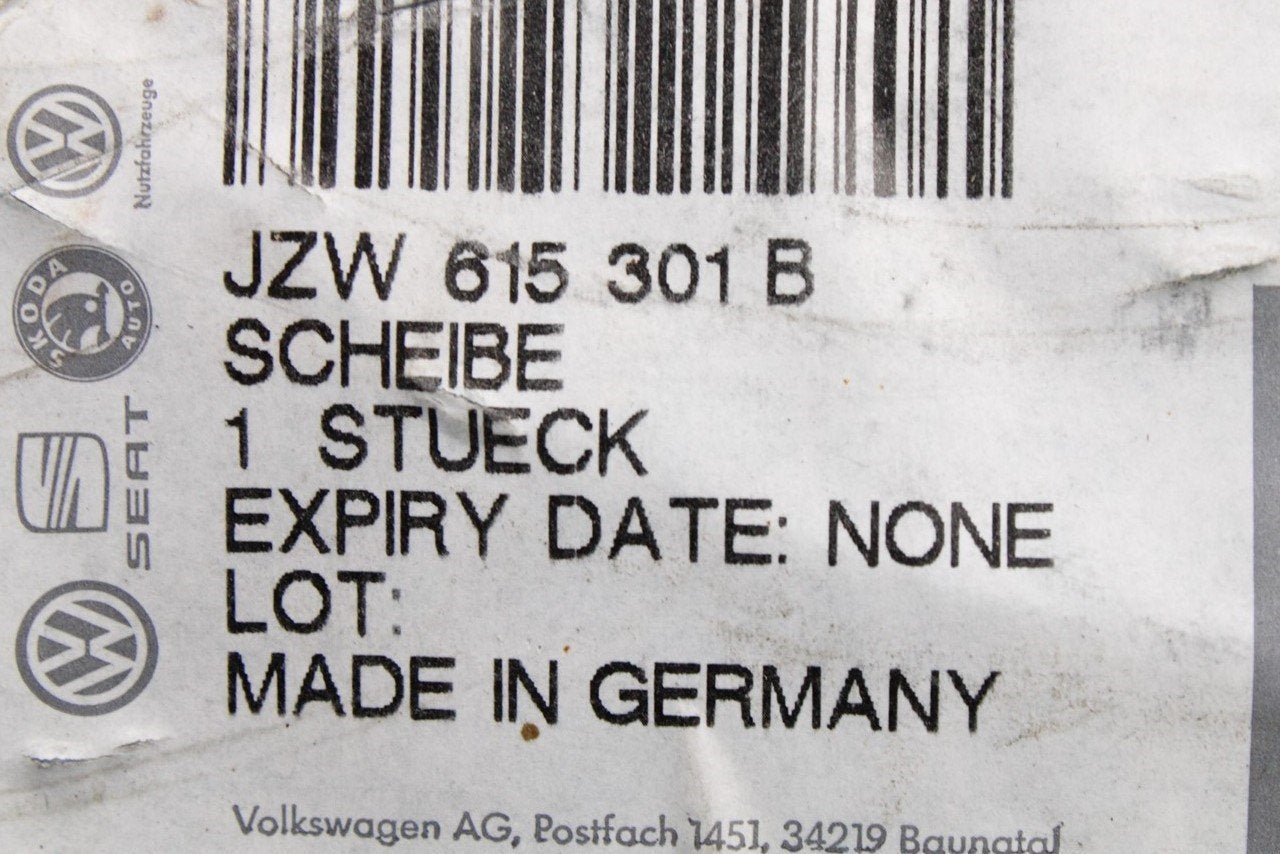 Nutzfahrzeuge
SKODA AUTO
SEAT
JZW 615 301 B
SCHEIBE
1 STUECK
EXPIRY DATE: NONE
LOT:
MADE IN GERMANY
Volkswagen AG, Postfach 1451, 34219 Baunatal